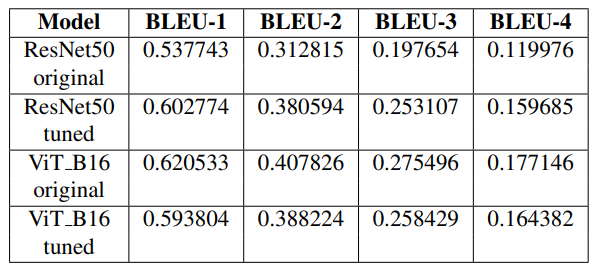 Model BLEU-1 BLEU-2 BLEU-3 BLEU-4
ResNet50 0.537743 0.312815 0.197654 0.119976
original
ResNet50 0.602774 0.380594 0.253107 0.159685
tuned
ViT_B16 0.620533 0.407826 0.275496 0.177146
original
ViT_B16 0.593804 0.388224 0.258429 0.164382
tuned